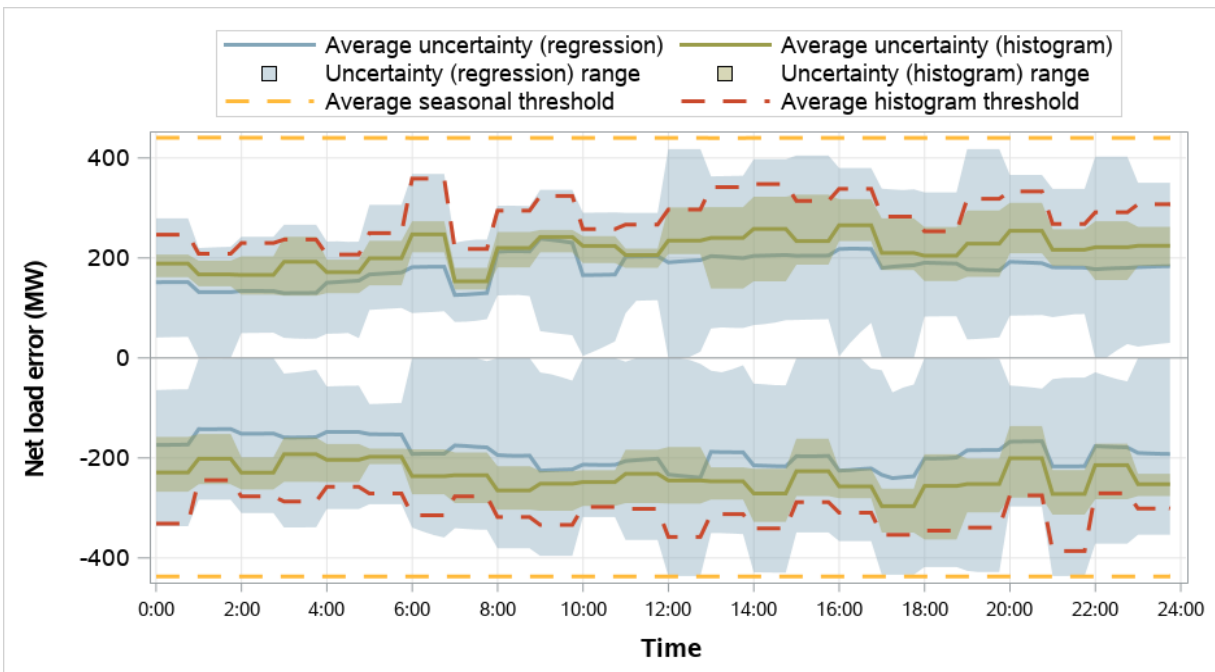 Average uncertainty (regression) Average uncertainty (histogram)
Uncertainty (regression) range Uncertainty (histogram) range
Average seasonal threshold Average histogram threshold
400
200
0
-200
-400
Net load error (MW)
0:00 2:00 4:00 6:00 8:00 10:00 12:00 14:00 16:00 18:00 20:00 22:00 24:00
Time